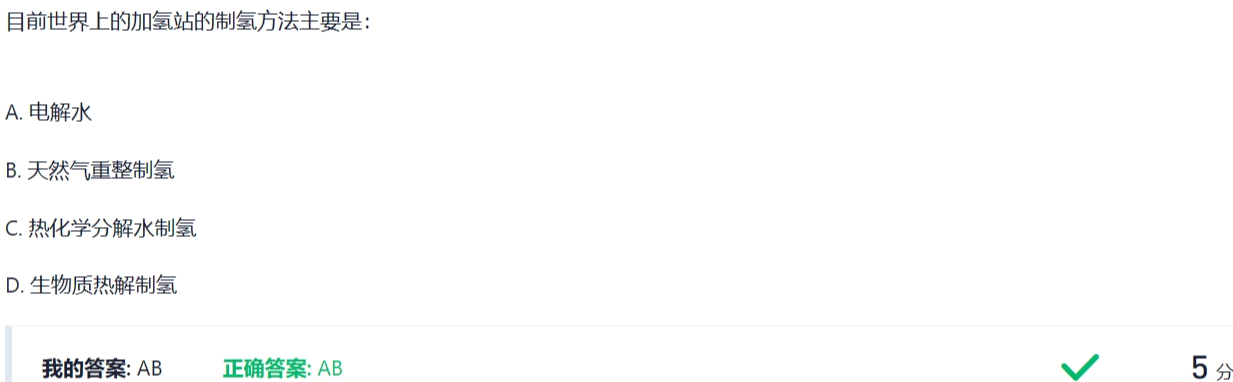 目前世界上的加氢站的制氢方法主要是：
A. 电解水
B. 天然气重整制氢
C. 热化学分解水制氢
D. 生物质热解制氢
我的答案: AB 正确答案: AB 5 分